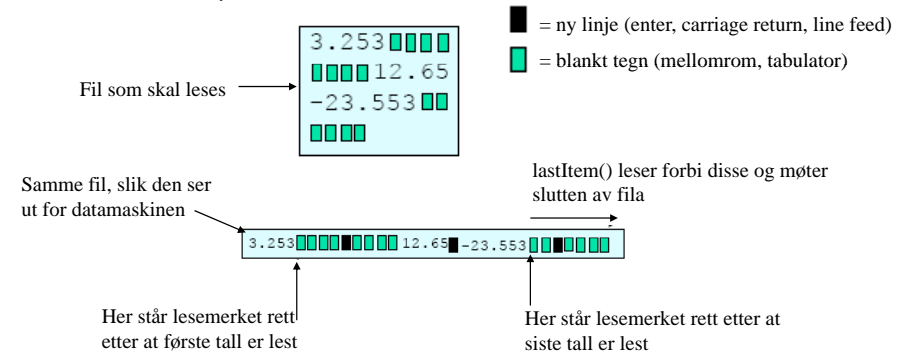 = ny linje (enter, carriage return, line feed)
= blankt tegn (mellomrom, tabulator)
Fil som skal leses
3.253
12.65
-23.553
Samme fil, slik den ser
ut for datamaskinen
lastItem() leser forbi disse og møter
slutten av fila
3.253 12.65 -23.553
Her står lesemerket rett
etter at første tall er lest
Her står lesemerket rett etter at
siste tall er lest